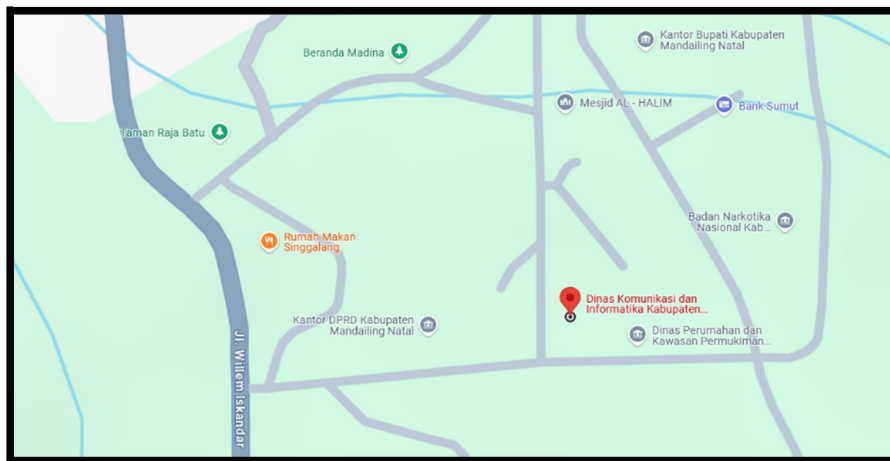 Kantor Bupati Kabupaten
Mandailing Natal
Beranda Madina
Mesjid AL - HALIM
Bank Sumut
Taman Raja Batu
Badan Narkotika
Nasional Kab...
Rumah Makan
Singgalang
Dinas Komunikasi dan
Informatika Kabupaten...
Kantor DPRD Kabupaten
Mandailing Natal
Dinas Perumahan dan
Kawasan Permukiman...
Jl. Willem Iskandar